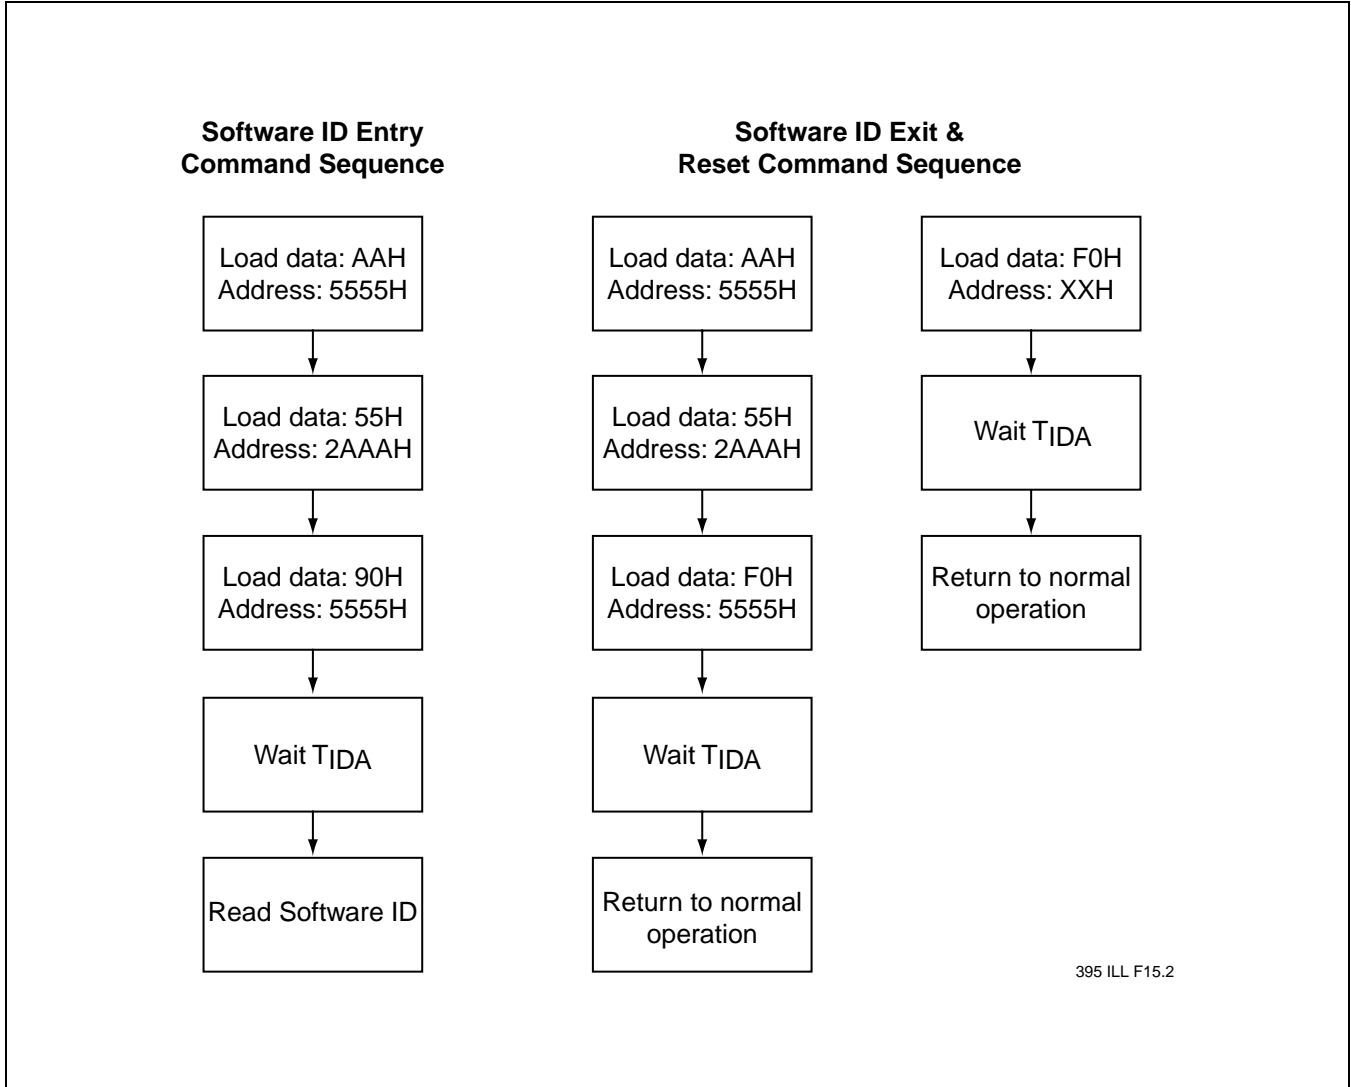 Software ID Entry
Command Sequence
Load data: AAH
Address: 5555H
Load data: 55H
Address: 2AAAH
Load data: 90H
Address: 5555H
Wait TIDA
Read Software ID
Software ID Exit &
Reset Command Sequence
Load data: AAH
Address: 5555H
Load data: 55H
Address: 2AAAH
Load data: F0H
Address: 5555H
Wait TIDA
Return to normal
operation
Load data: F0H
Address: XXH
Wait TIDA
Return to normal
operation
395 ILL F15.2